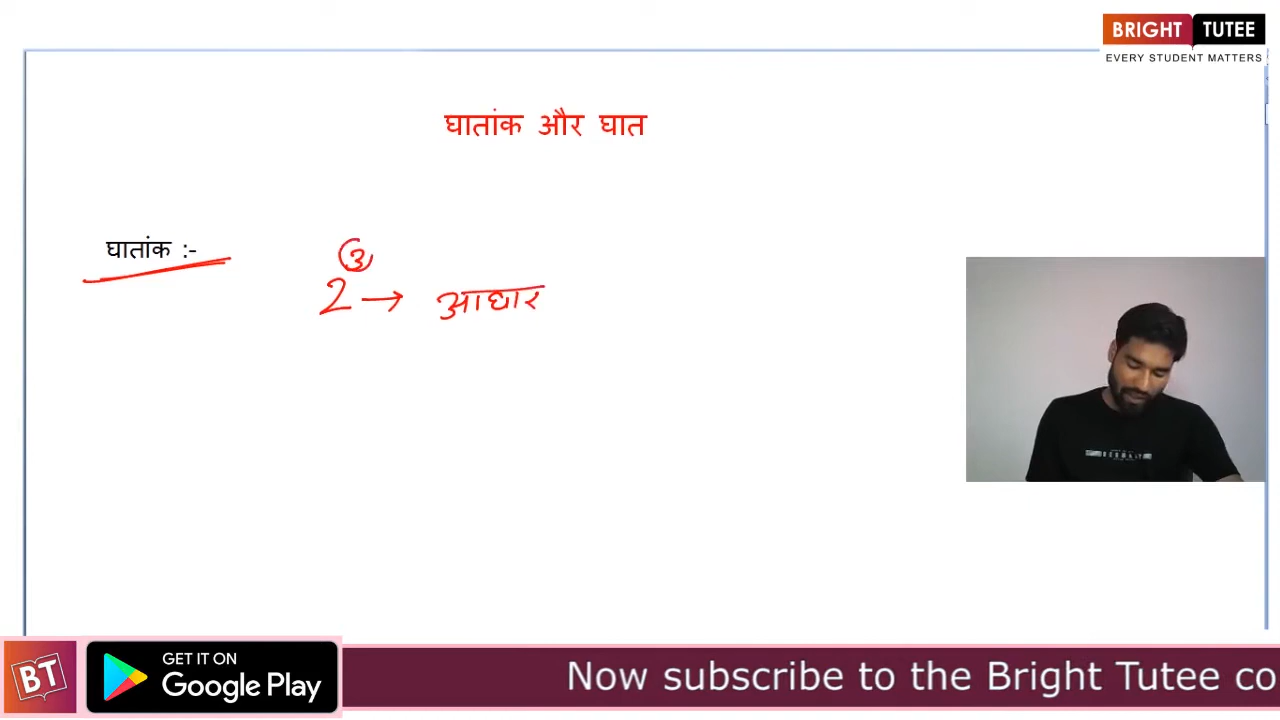 BRIGHT TUTEE
EVERY STUDENT MATTERS
घातांक और घात
घातांक :-
3
2 → आधार
BT
GET IT ON
Google Play
Now subscribe to the Bright Tutee co